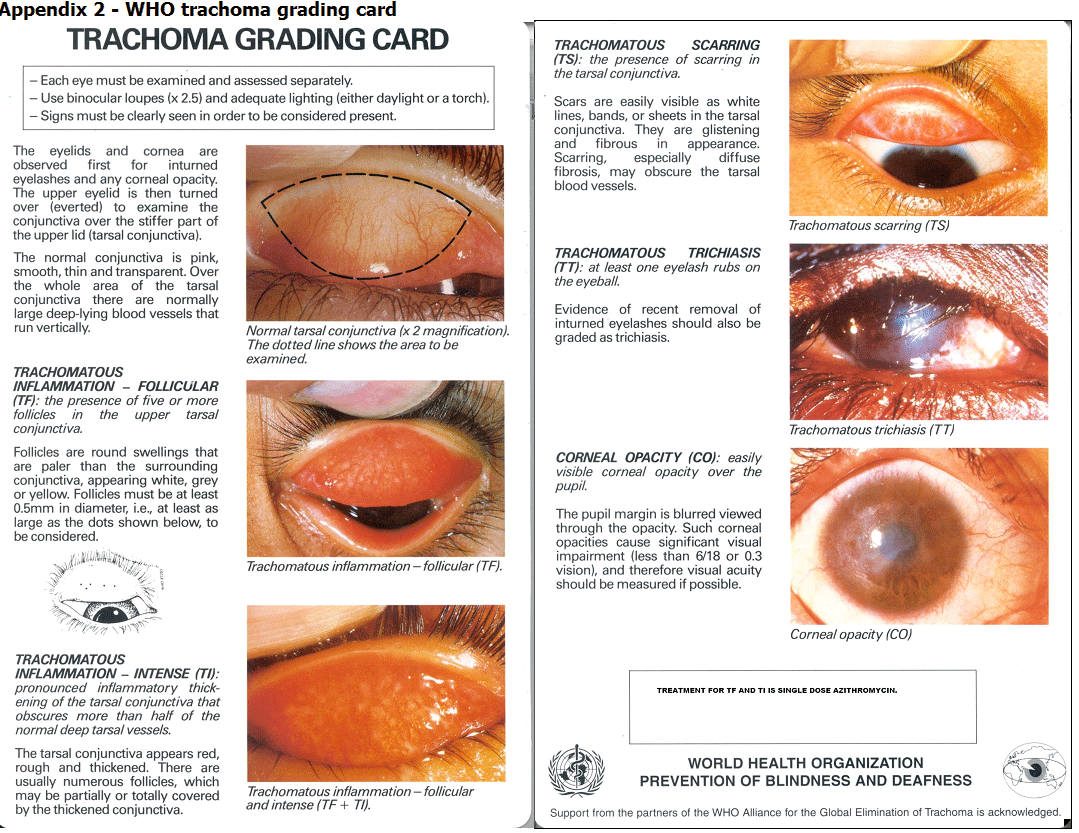 Appendix 2 - WHO trachoma grading card
TRACHOMA GRADING CARD
– Each eye must be examined and assessed separately.
– Use binocular loupes (x 2.5) and adequate lighting (either daylight or a torch).
– Signs must be clearly seen in order to be considered present.
The eyelids and cornea are
observed first for inturned
eyelashes and any corneal opacity.
The upper eyelid is then turned
over (everted) to examine the
conjunctiva over the stiffer part of
the upper lid (tarsal conjunctiva).
The normal conjunctiva is pink,
smooth, thin and transparent. Over
the whole area of the tarsal
conjunctiva there are normally
large deep-lying blood vessels that
run vertically.
Normal tarsal conjunctiva (x 2 magnification).
The dotted line shows the area to be
examined.
TRACHOMATOUS
INFLAMMATION – FOLLICULAR
(TF): the presence of five or more
follicles in the upper tarsal
conjunctiva.
Follicles are round swellings that
are paler than the surrounding
conjunctiva, appearing white, grey
or yellow. Follicles must be at least
0.5mm in diameter, i.e., at least as
large as the dots shown below, to
be considered.
Trachomatous inflammation – follicular (TF).
TRACHOMATOUS
INFLAMMATION – INTENSE (TI):
pronounced inflammatory thick-
ening of the tarsal conjunctiva that
obscures more than half of the
normal deep tarsal vessels.
The tarsal conjunctiva appears red,
rough and thickened. There are
usually numerous follicles, which
may be partially or totally covered
by the thickened conjunctiva.
Trachomatous inflammation – follicular
and intense (TF + TI).
TRACHOMATOUS SCARRING
(TS): the presence of scarring in
the tarsal conjunctiva.
Scars are easily visible as white
lines, bands, or sheets in the tarsal
conjunctiva. They are glistening
and fibrous in appearance.
Scarring, especially diffuse
fibrosis, may obscure the tarsal
blood vessels.
Trachomatous scarring (TS)
TRACHOMATOUS TRICHIASIS
(TT): at least one eyelash rubs on
the eyeball.
Evidence of recent removal of
inturned eyelashes should also be
graded as trichiasis.
Trachomatous trichiasis (TT)
CORNEAL OPACITY (CO): easily
visible corneal opacity over the
pupil.
The pupil margin is blurred viewed
through the opacity. Such corneal
opacities cause significant visual
impairment (less than 6/18 or 0.3
vision), and therefore visual acuity
should be measured if possible.
Corneal opacity (CO)
TREATMENT FOR TF AND TI IS SINGLE DOSE AZITHROMYCIN.
WORLD HEALTH ORGANIZATION
PREVENTION OF BLINDNESS AND DEAFNESS
Support from the partners of the WHO Alliance for the Global Elimination of Trachoma is acknowledged.